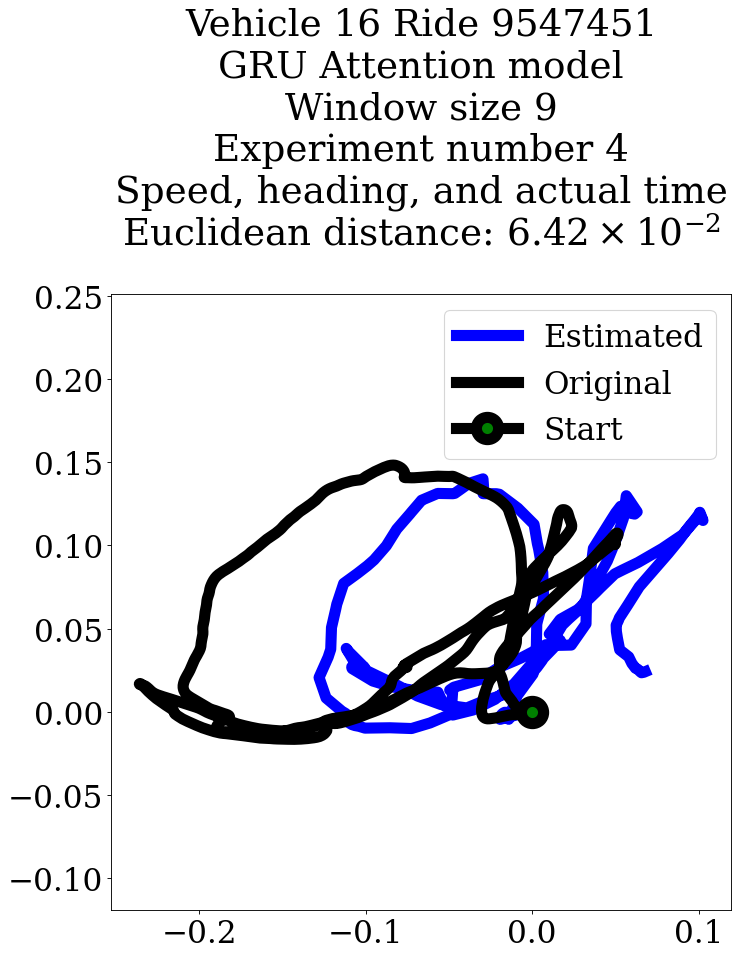 Vehicle 16 Ride 9547451
GRU Attention model
Window size 9
Experiment number 4
Speed, heading, and actual time
Euclidean distance: 6.42 × 10⁻²
0.25
0.20
0.15
0.10
0.05
0.00
−0.05
−0.10
Estimated
Original
Start
−0.2
−0.1
0.0
0.1